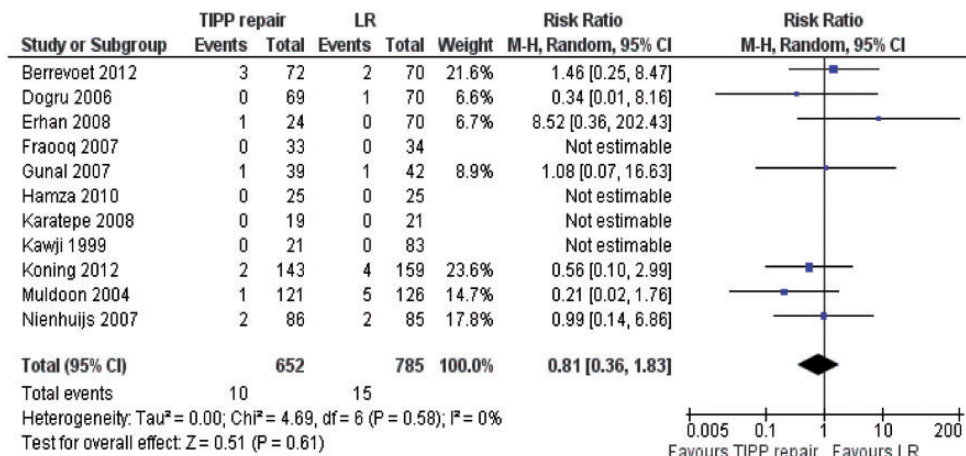 TIPP repair LR Risk Ratio Risk Ratio
Study or Subgroup Events Total Events Total Weight M-H, Random, 95% CI M-H, Random, 95% CI
Berrevoet 2012 3 72 2 70 21.6% 1.46 [0.25, 8.47]
Dogru 2006 0 69 1 70 6.6% 0.34 [0.01, 8.16]
Erhan 2008 1 24 0 70 6.7% 8.52 [0.36, 202.43]
Fraooq 2007 0 33 0 34 Not estimable
Gunal 2007 1 39 1 42 8.9% 1.08 [0.07, 16.63]
Hamza 2010 0 25 0 25 Not estimable
Karatepe 2008 0 19 0 21 Not estimable
Kawji 1999 0 21 0 83 Not estimable
Koning 2012 2 143 4 159 23.6% 0.56 [0.10, 2.99]
Muldoon 2004 1 121 5 126 14.7% 0.21 [0.02, 1.76]
Nienhuijs 2007 2 86 2 85 17.8% 0.99 [0.14, 6.86]
Total (95% CI) 652 785 100.0% 0.81 [0.36, 1.83]
Total events 10 15
Heterogeneity: Tau² = 0.00; Chi² = 4.69, df = 6 (P = 0.58); I² = 0%
Test for overall effect: Z = 0.51 (P = 0.61)
0.005 0.1 1 10 200
Favours TIPP repair Favours LR